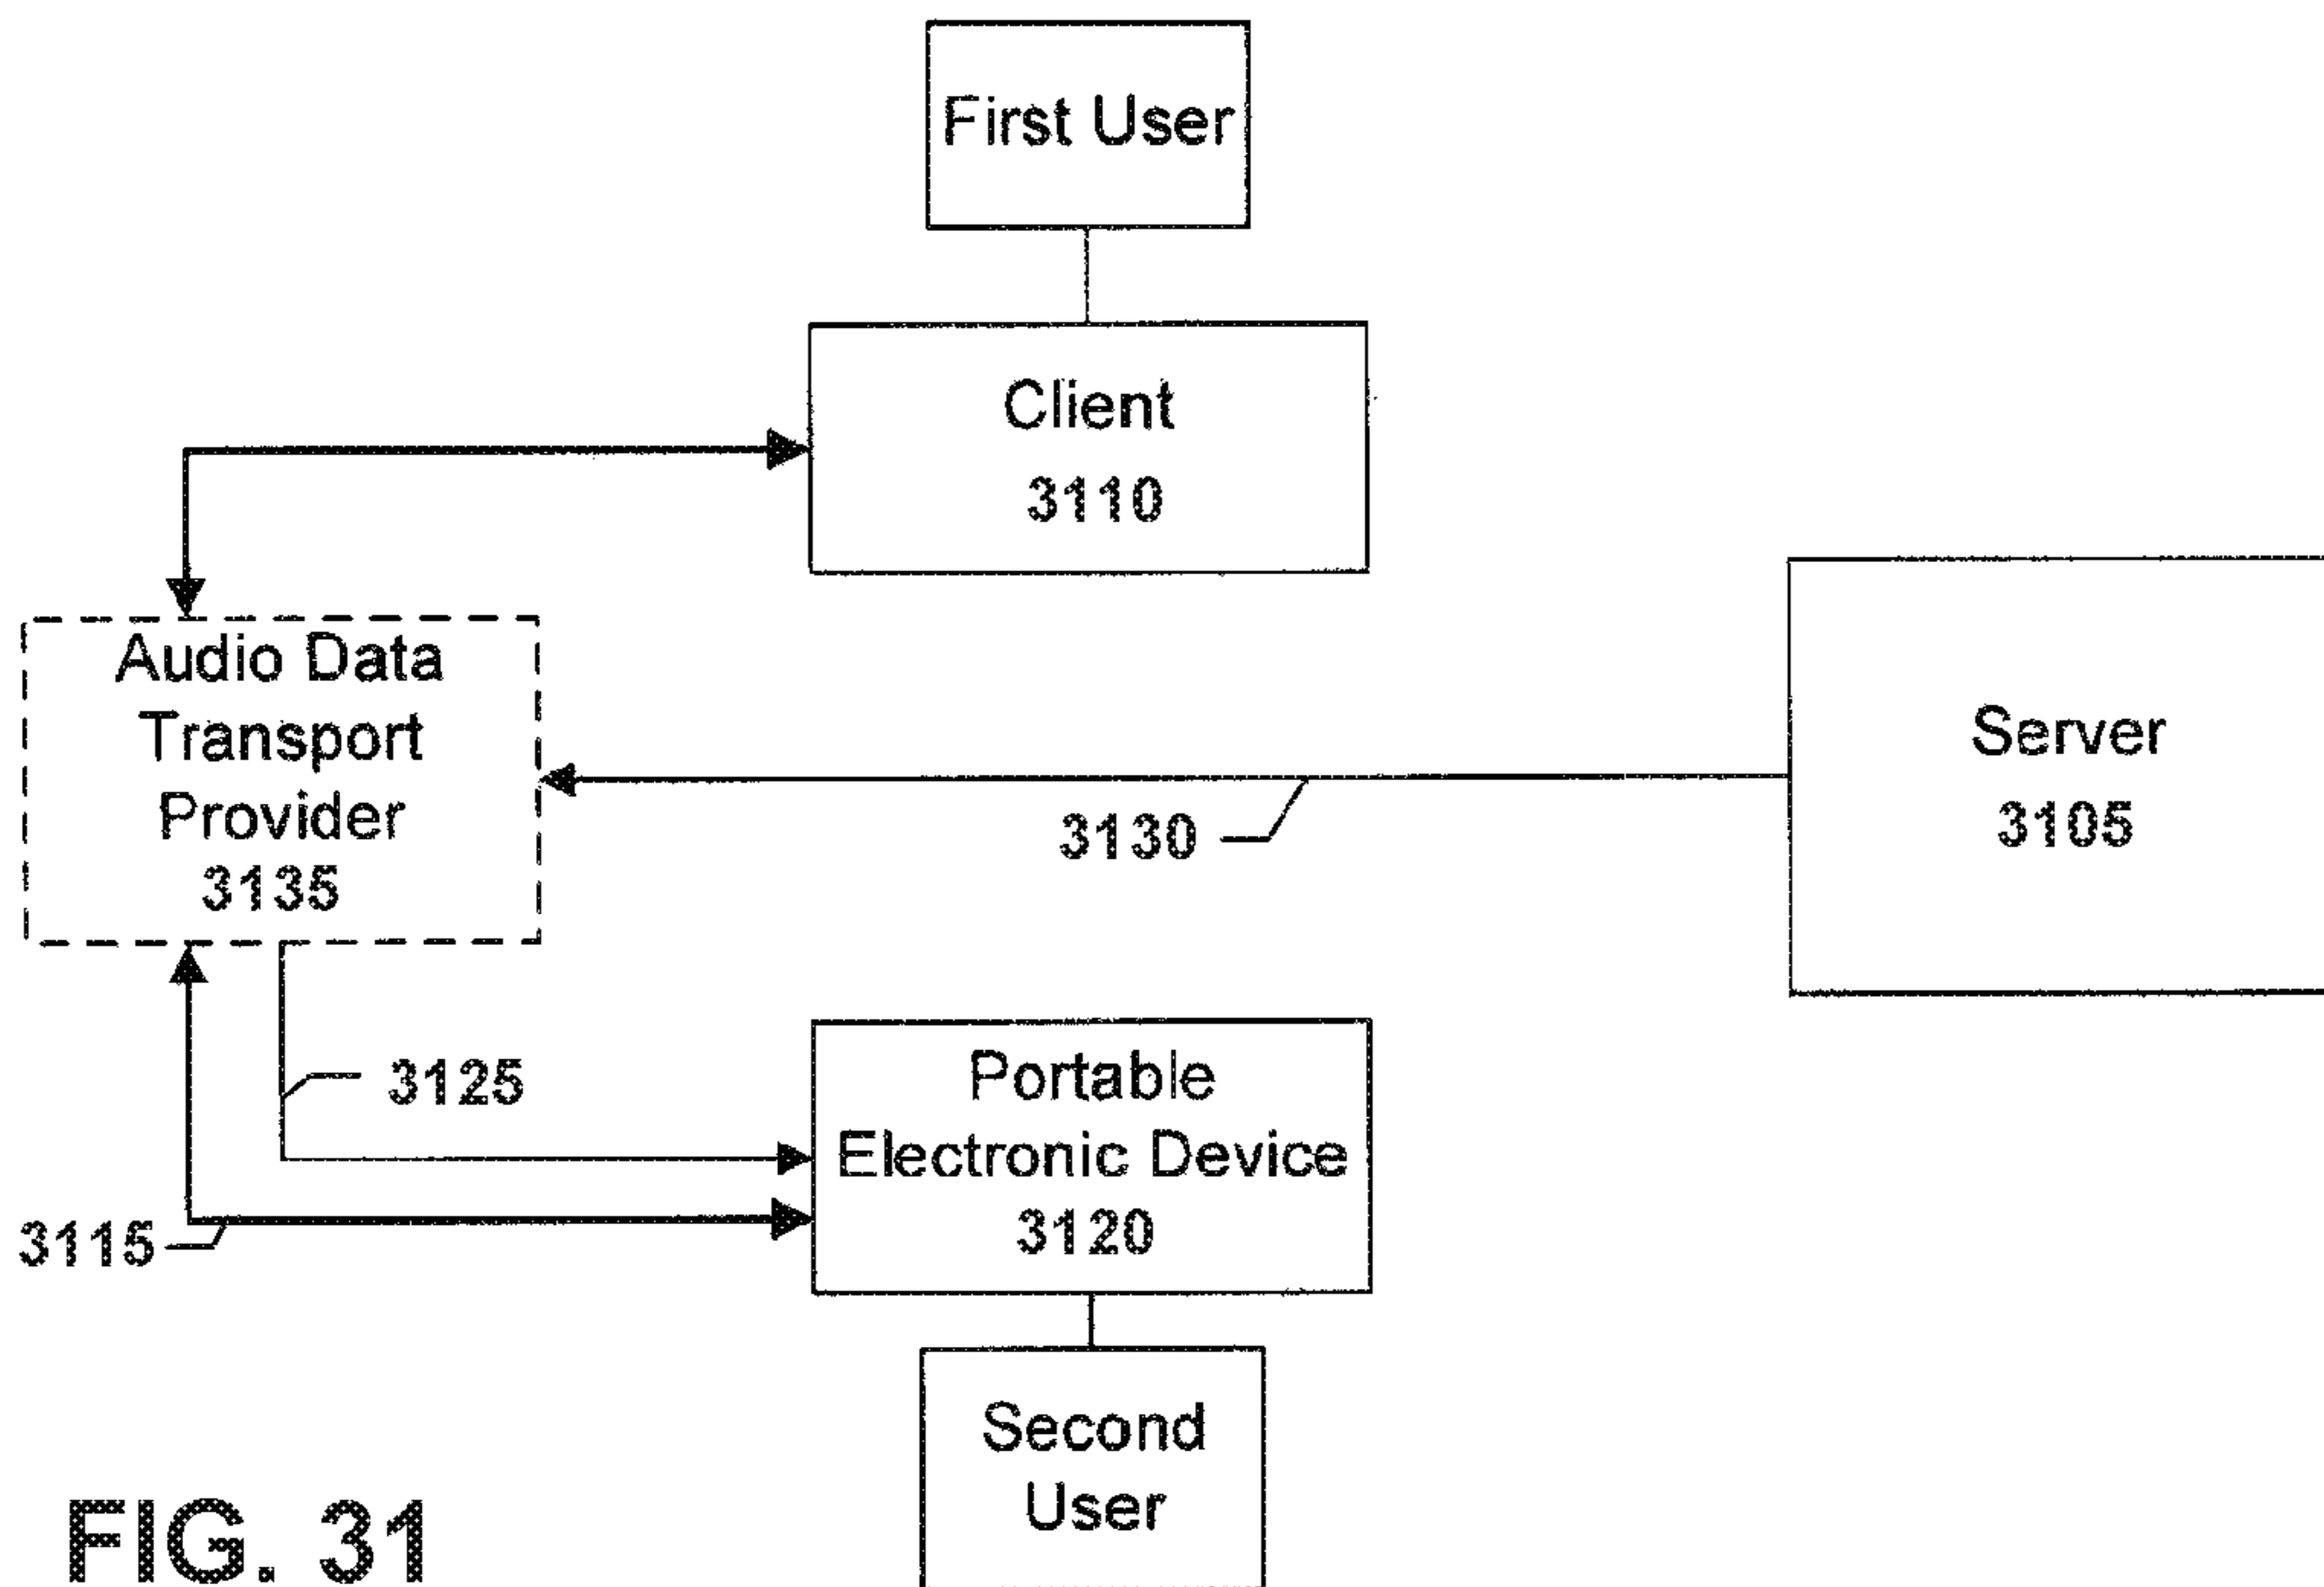 First User
Client
3110
Audio Data
Transport
Provider
3135
3130
Server
3105
3125
3115
Portable
Electronic Device
3120
Second
User
FIG. 31